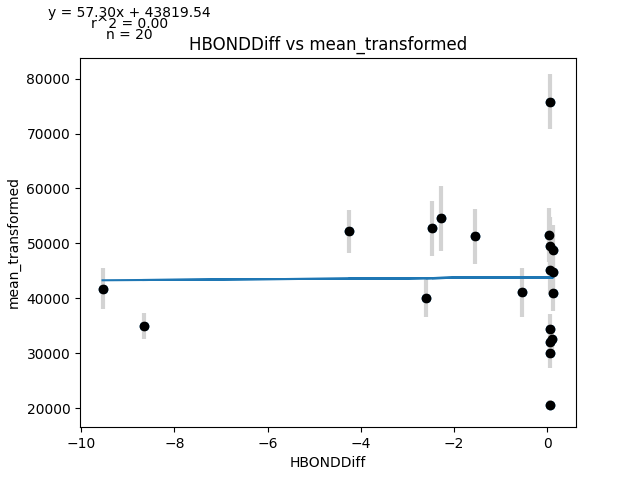 y = 57.30x + 43819.54
r^2 = 0.00
n = 20
HBONDDiff vs mean_transformed
80000
70000
60000
50000
40000
30000
20000
mean_transformed
−10
−8
−6
−4
−2
0
HBONDDiff